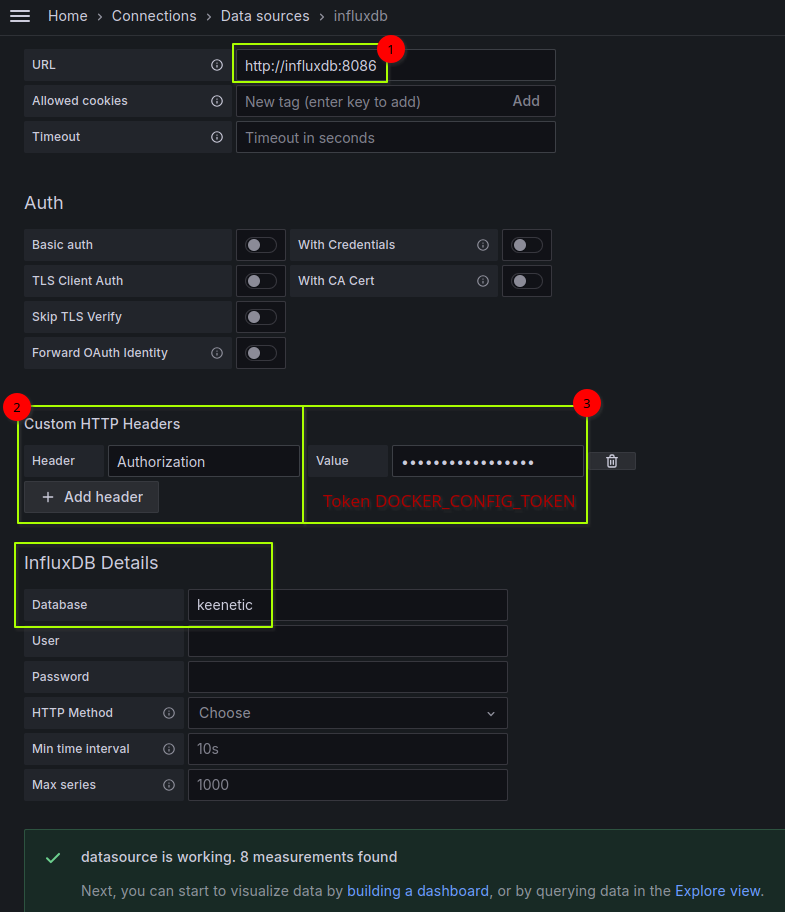 Home › Connections › Data sources › influxdb
1
URL http://influxdb:8086
Allowed cookies New tag (enter key to add) Add
Timeout Timeout in seconds
Auth
Basic auth With Credentials
TLS Client Auth With CA Cert
Skip TLS Verify
Forward OAuth Identity
2 3
Custom HTTP Headers
Header Authorization Value •••••••••••••••••
+ Add header Token DOCKER_CONFIG_TOKEN
InfluxDB Details
Database keenetic
User
Password
HTTP Method Choose
Min time interval 10s
Max series 1000
datasource is working. 8 measurements found
Next, you can start to visualize data by building a dashboard, or by querying data in the Explore view.